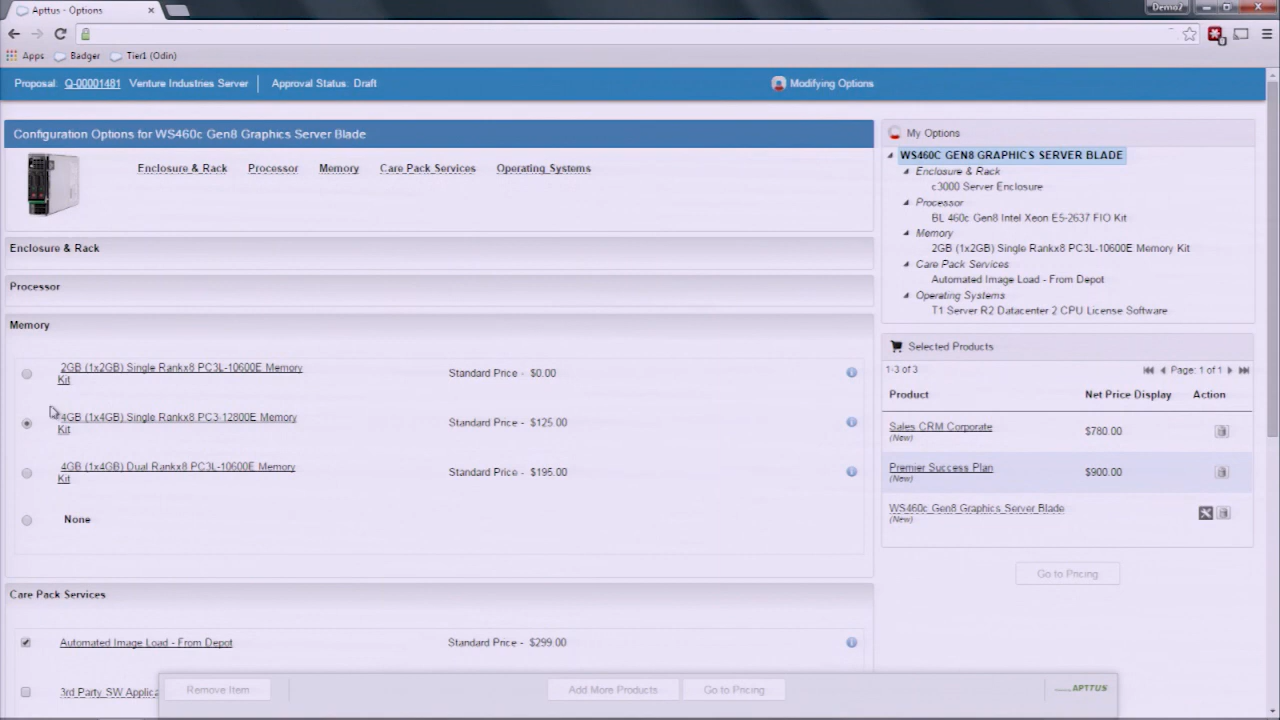 Apttus - Options
Demo7
Apps Badger Tier1 (Odin)
Proposal: Q-00001481 Venture Industries Server Approval Status: Draft Modifying Options
Configuration Options for WS460c Gen8 Graphics Server Blade
Enclosure & Rack Processor Memory Care Pack Services Operating Systems
Enclosure & Rack
Processor
Memory
2GB (1x2GB) Single Rankx8 PC3L-10600E Memory
Kit
Standard Price - $0.00
4GB (1x4GB) Single Rankx8 PC3-12800E Memory
Kit
Standard Price - $125.00
4GB (1x4GB) Dual Rankx8 PC3L-10600E Memory
Kit
Standard Price - $195.00
None
Care Pack Services
Automated Image Load - From Depot Standard Price - $299.00
3rd Party SW Applica
Remove Item Add More Products Go to Pricing APTTUS
My Options
WS460C GEN8 GRAPHICS SERVER BLADE
Enclosure & Rack
c3000 Server Enclosure
Processor
BL 460c Gen8 Intel Xeon E5-2637 FIO Kit
Memory
2GB (1x2GB) Single Rankx8 PC3L-10600E Memory Kit
Care Pack Services
Automated Image Load - From Depot
Operating Systems
T1 Server R2 Datacenter 2 CPU License Software
Selected Products
1-3 of 3 Page: 1 of 1
Product Net Price Display Action
Sales CRM Corporate $780.00
(New)
Premier Success Plan $900.00
(New)
WS460c Gen8 Graphics Server Blade
(New)
Go to Pricing